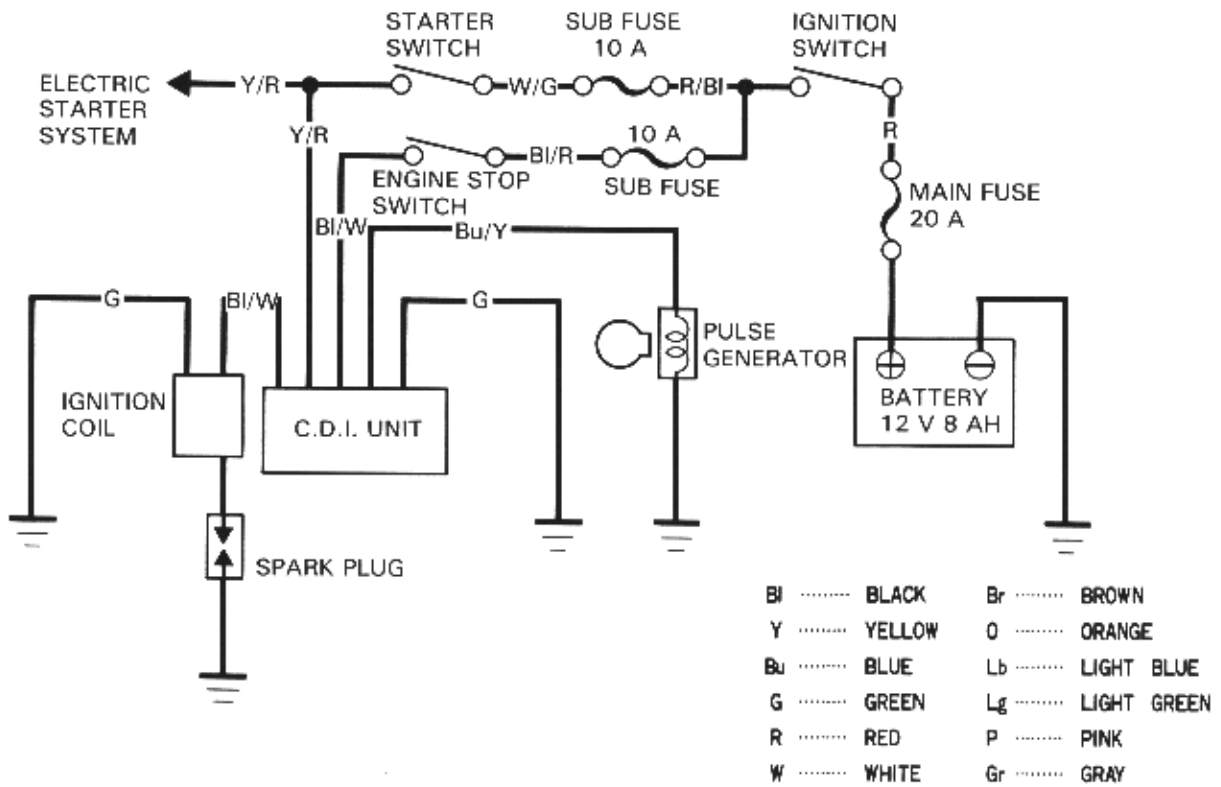 STARTER
SWITCH
SUB FUSE
10 A
IGNITION
SWITCH
ELECTRIC
STARTER
SYSTEM
Y/R
W/G
R/Bl
Y/R
10 A
Bl/R
SUB FUSE
R
ENGINE STOP
SWITCH
MAIN FUSE
20 A
Bl/W
Bu/Y
G
Bl/W
G
PULSE
GENERATOR
IGNITION
COIL
C.D.I. UNIT
BATTERY
12 V 8 AH
SPARK PLUG
Bl ········ BLACK
Y ········ YELLOW
Bu ········ BLUE
G ········ GREEN
R ········ RED
W ········ WHITE
Br ········ BROWN
O ········ ORANGE
Lb ········ LIGHT BLUE
Lg ········ LIGHT GREEN
P ········ PINK
Gr ········ GRAY